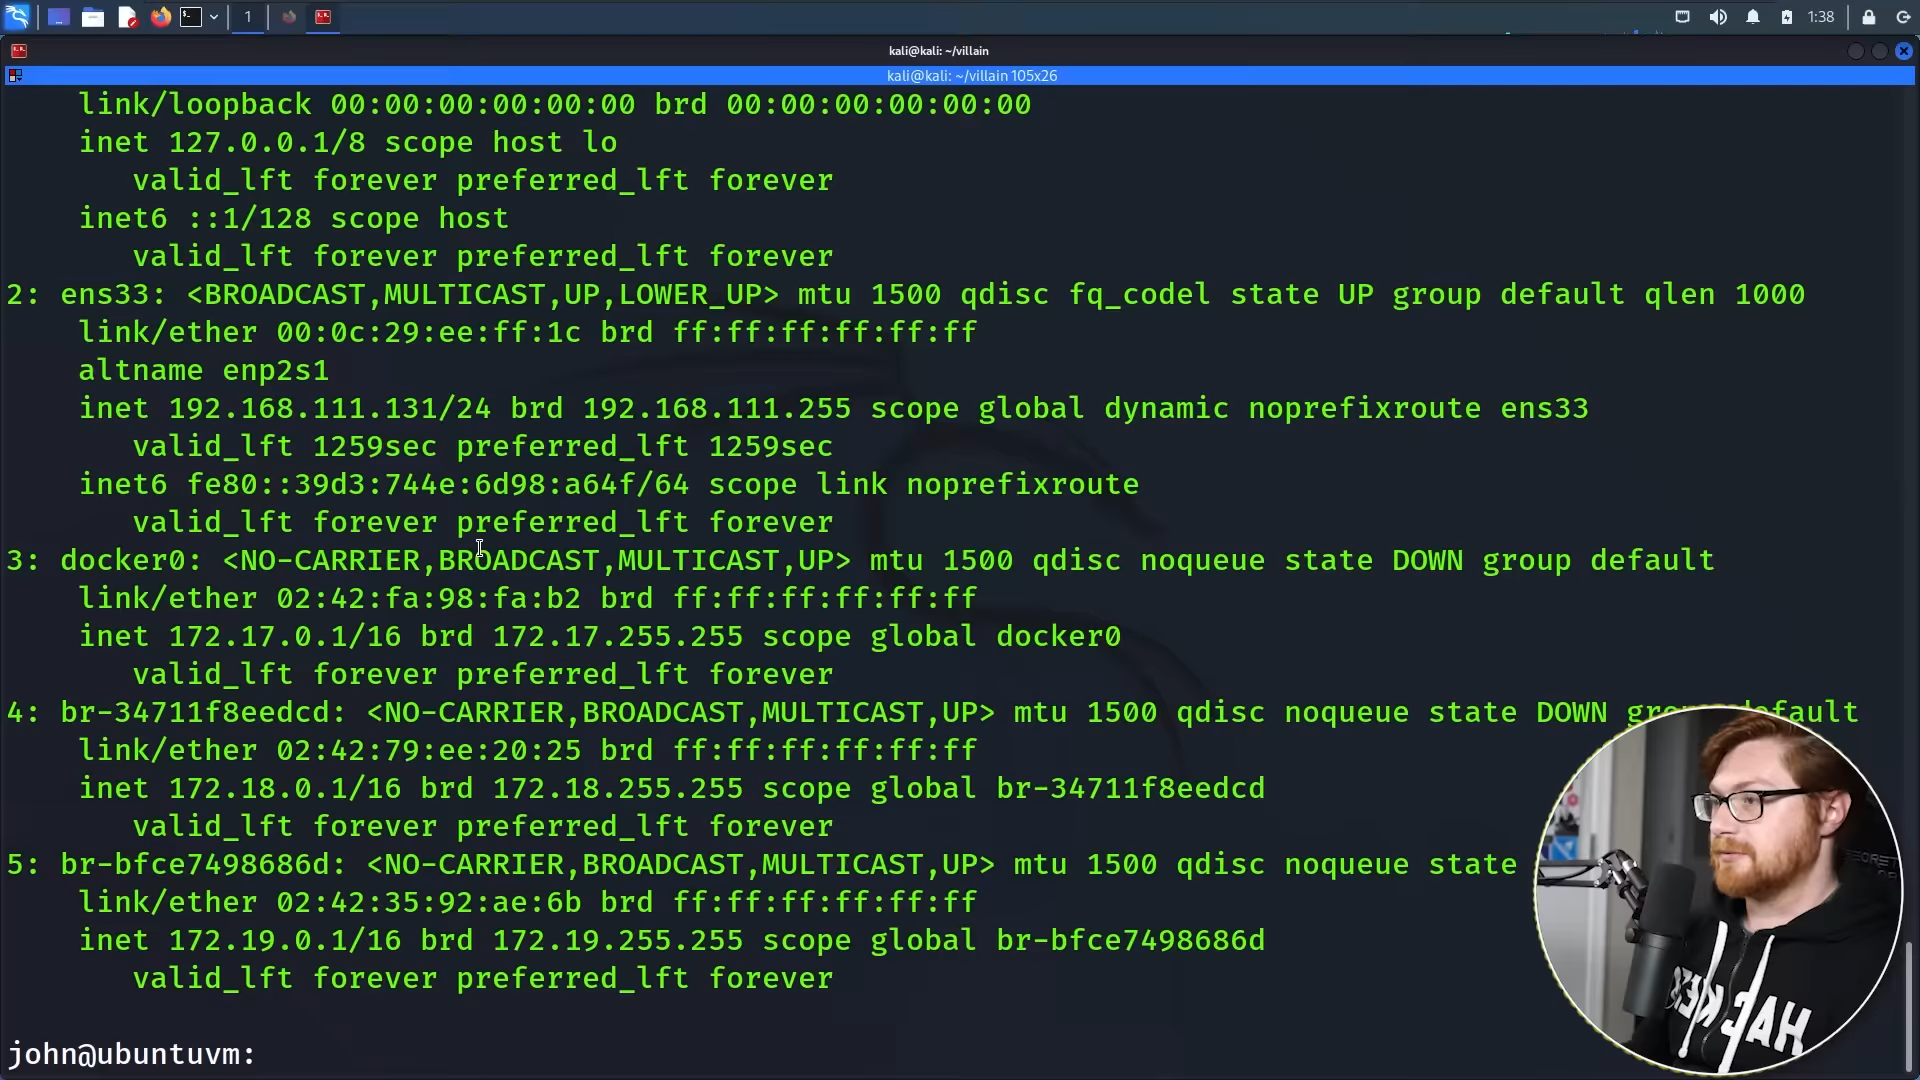 1
1:38
kali@kali: ~/villain
kali@kali: ~/villain 105x26
link/loopback 00:00:00:00:00:00 brd 00:00:00:00:00:00
inet 127.0.0.1/8 scope host lo
valid_lft forever preferred_lft forever
inet6 ::1/128 scope host
valid_lft forever preferred_lft forever
2: ens33: <BROADCAST,MULTICAST,UP,LOWER_UP> mtu 1500 qdisc fq_codel state UP group default qlen 1000
link/ether 00:0c:29:ee:ff:1c brd ff:ff:ff:ff:ff:ff
altname enp2s1
inet 192.168.111.131/24 brd 192.168.111.255 scope global dynamic noprefixroute ens33
valid_lft 1259sec preferred_lft 1259sec
inet6 fe80::39d3:744e:6d98:a64f/64 scope link noprefixroute
valid_lft forever preferred_lft forever
3: docker0: <NO-CARRIER,BROADCAST,MULTICAST,UP> mtu 1500 qdisc noqueue state DOWN group default
link/ether 02:42:fa:98:fa:b2 brd ff:ff:ff:ff:ff:ff
inet 172.17.0.1/16 brd 172.17.255.255 scope global docker0
valid_lft forever preferred_lft forever
4: br-34711f8eedcd: <NO-CARRIER,BROADCAST,MULTICAST,UP> mtu 1500 qdisc noqueue state DOWN group default
link/ether 02:42:79:ee:20:25 brd ff:ff:ff:ff:ff:ff
inet 172.18.0.1/16 brd 172.18.255.255 scope global br-34711f8eedcd
valid_lft forever preferred_lft forever
5: br-bfce7498686d: <NO-CARRIER,BROADCAST,MULTICAST,UP> mtu 1500 qdisc noqueue state
link/ether 02:42:35:92:ae:6b brd ff:ff:ff:ff:ff:ff
inet 172.19.0.1/16 brd 172.19.255.255 scope global br-bfce7498686d
valid_lft forever preferred_lft forever
john@ubuntuvm: